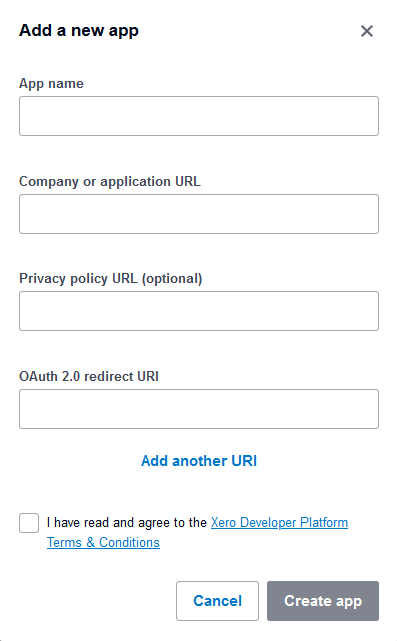 Add a new app
App name
Company or application URL
Privacy policy URL (optional)
OAuth 2.0 redirect URI
Add another URI
I have read and agree to the Xero Developer Platform
Terms & Conditions
Cancel
Create app